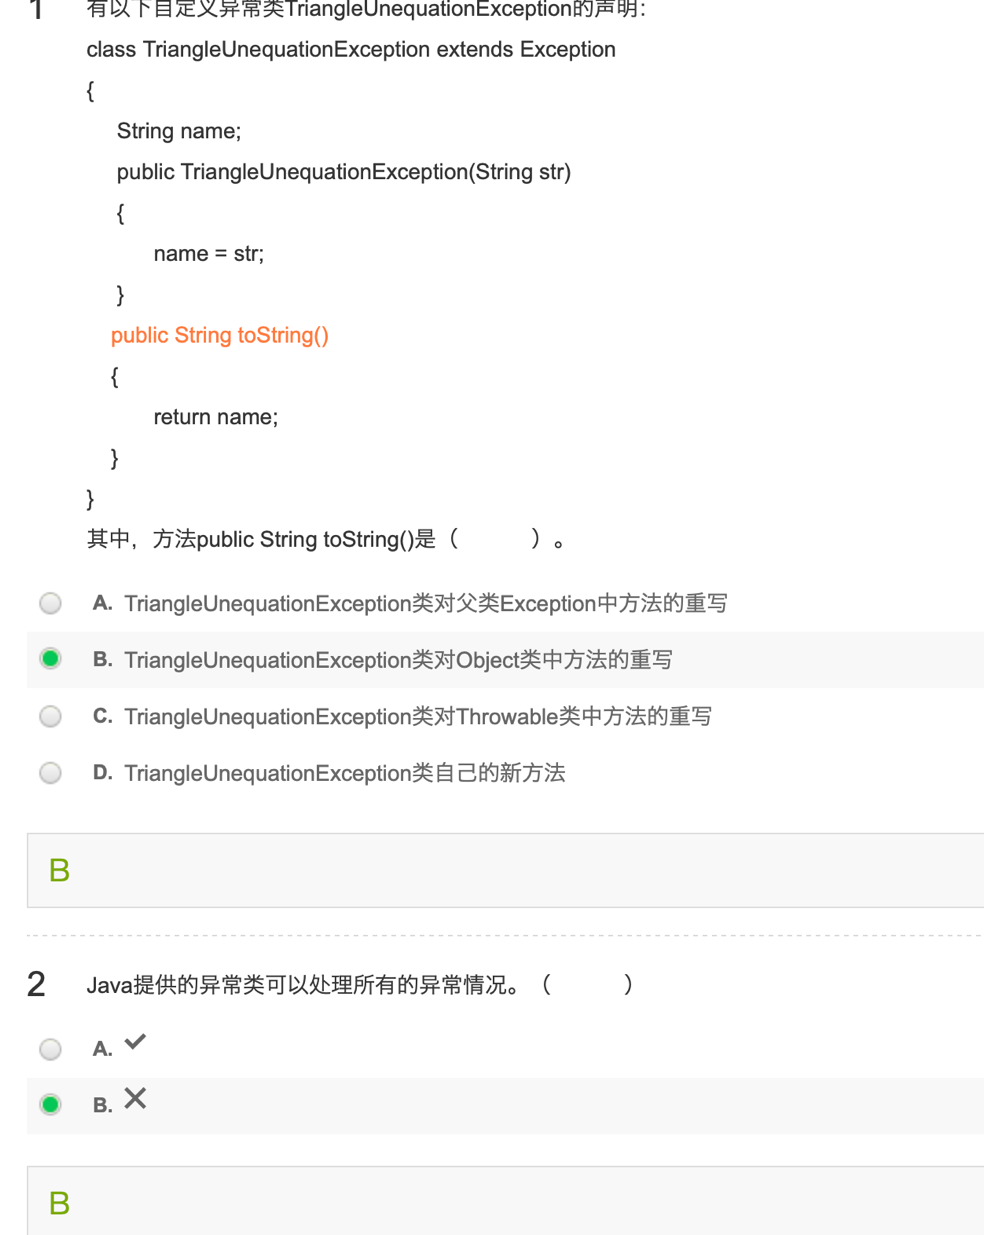 1 有以下自定义异常类TriangleUnequationException的声明：
class TriangleUnequationException extends Exception
{
String name;
public TriangleUnequationException(String str)
{
name = str;
}
public String toString()
{
return name;
}
}
其中，方法public String toString()是（ ）。
A. TriangleUnequationException类对父类Exception中方法的重写
B. TriangleUnequationException类对Object类中方法的重写
C. TriangleUnequationException类对Throwable类中方法的重写
D. TriangleUnequationException类自己的新方法
B
2 Java提供的异常类可以处理所有的异常情况。（ ）
A. ✓
B. ✕
B